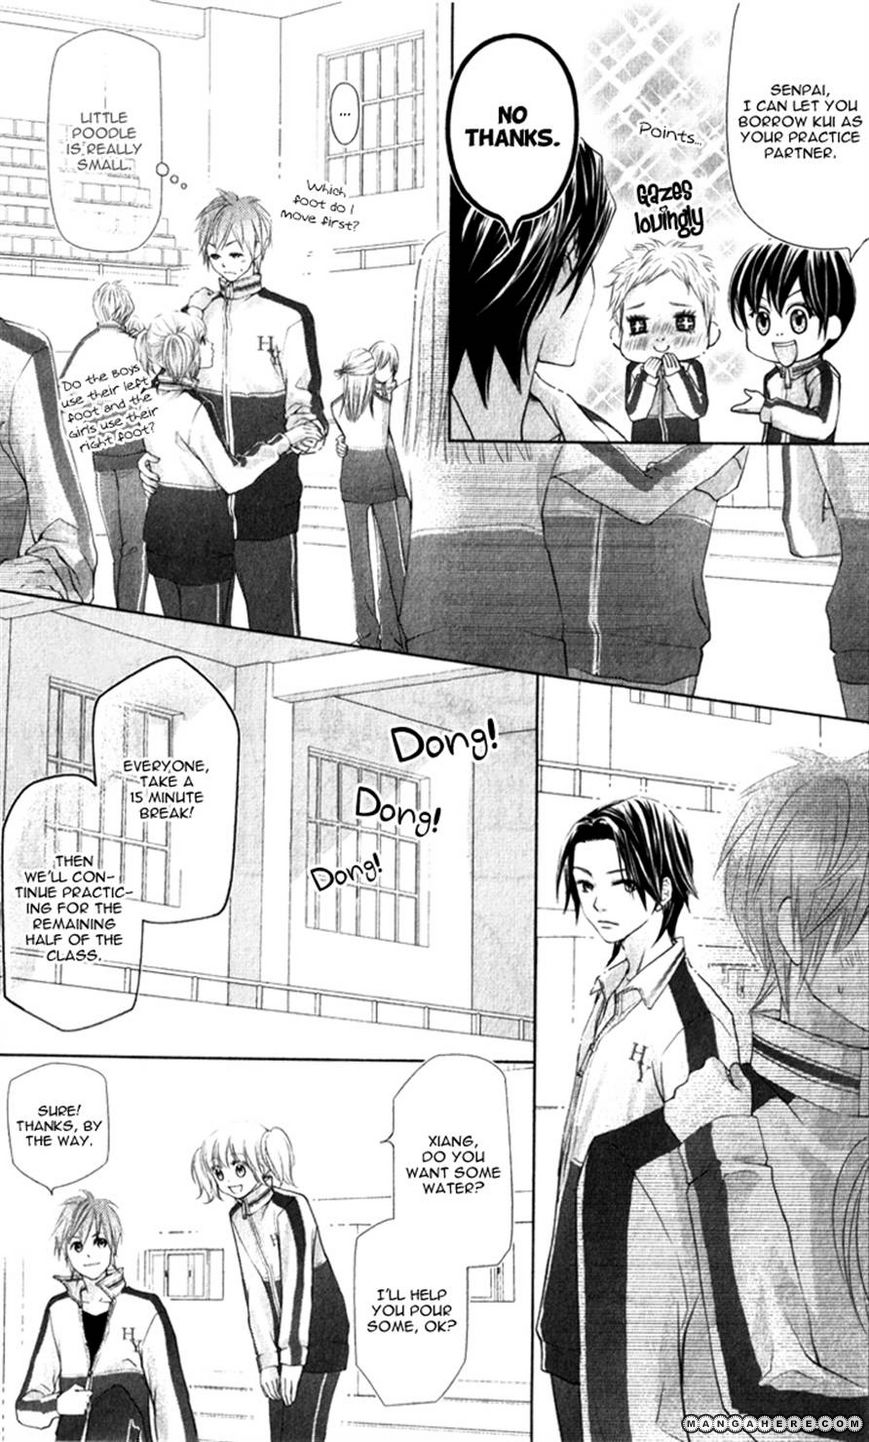 SENPAI,
I CAN LET YOU
BORROW KUI AS
YOUR PRACTICE
PARTNER.
Points...
Gazes
lovingly
NO
THANKS.
...
LITTLE
POODLE
IS REALLY
SMALL.
Which
foot do I
move first?
Do the Boys
use their left
foot and the
Girls use their
right foot?
H Y
Dong!
Dong!
Dong!
EVERYONE,
TAKE A
15 MINUTE
BREAK!
THEN
WE'LL CON-
TINUE PRACTIC-
ING FOR THE
REMAINING
HALF OF THE
CLASS.
H Y
XIANG,
DO YOU
WANT SOME
WATER?
I'LL HELP
YOU POUR
SOME, OK?
SURE!
THANKS, BY
THE WAY.
H Y
MANGAHERE.COM